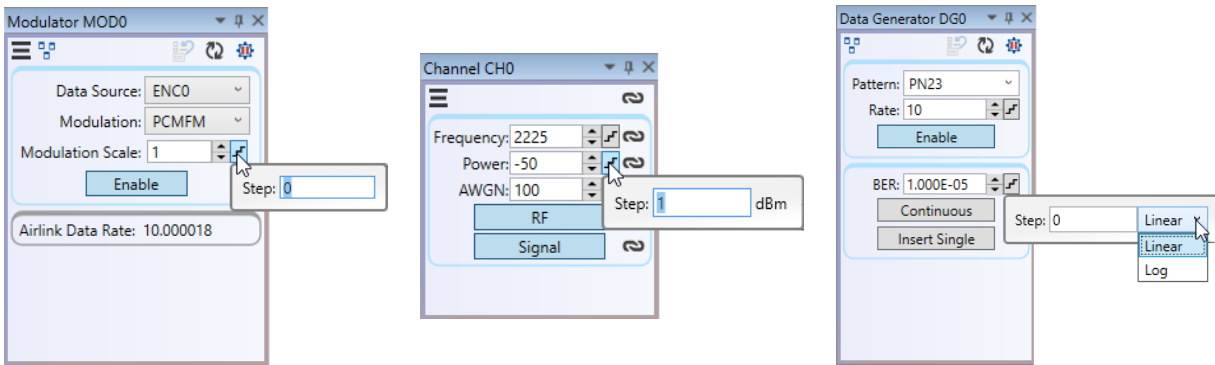 Modulator MOD0
Data Source: ENC0
Modulation: PCMFM
Modulation Scale: 1
Enable
Step: 0
Airlink Data Rate: 10.000018
Channel CH0
Frequency: 2225
Power: -50
AWGN: 100
Step: 1 dBm
RF
Signal
Data Generator DG0
Pattern: PN23
Rate: 10
Enable
BER: 1.000E-05
Continuous
Insert Single
Step: 0 Linear
Linear
Log